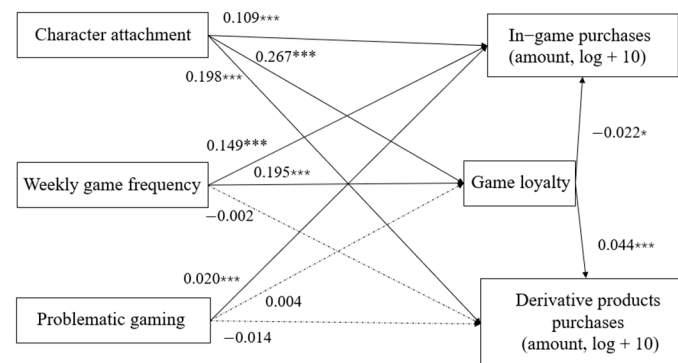 Character attachment
0.109***
0.267***
0.198***
In−game purchases
(amount, log + 10)
−0.022*
Weekly game frequency
0.149***
0.195***
−0.002
Game loyalty
0.044***
Problematic gaming
0.020***
0.004
−0.014
Derivative products
purchases
(amount, log + 10)